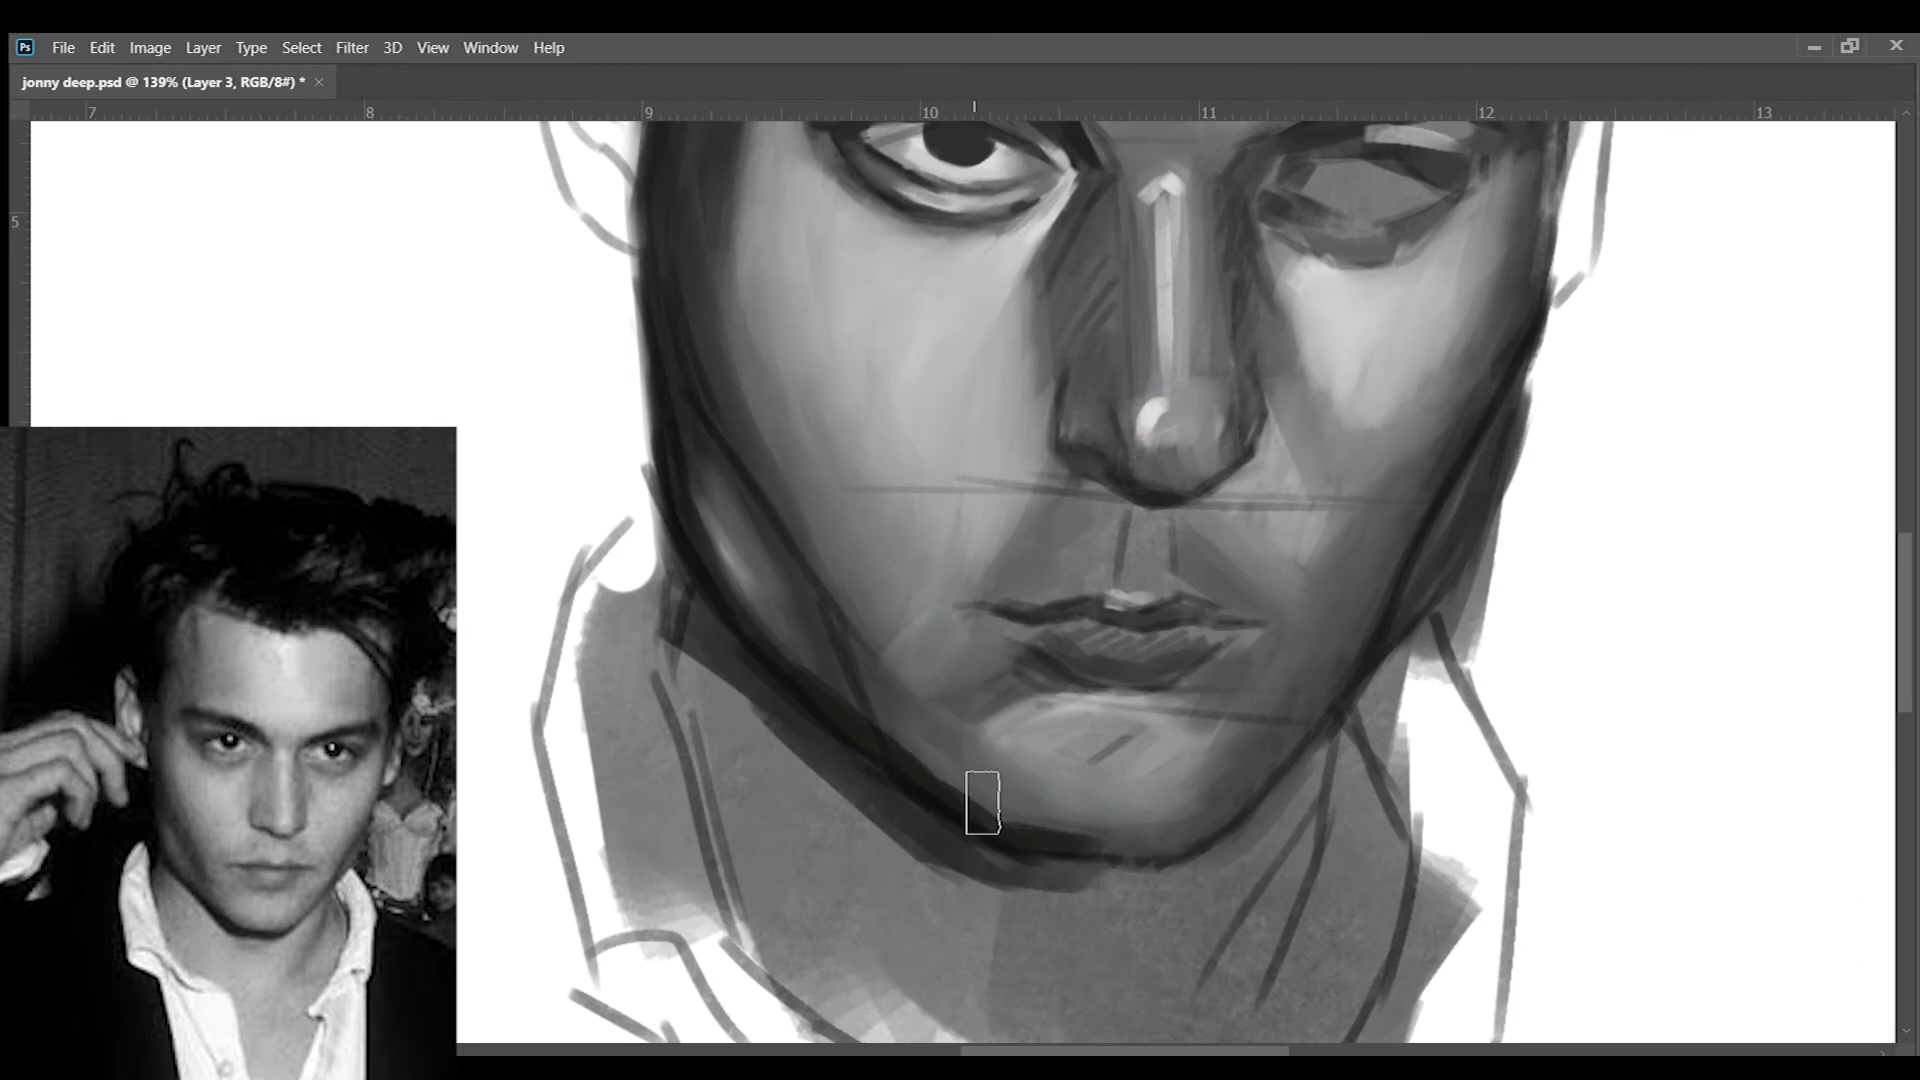 Ps File Edit Image Layer Type Select Filter 3D View Window Help
jonny deep.psd @ 139% (Layer 3, RGB/8#) * ×
7 8 9 10 11 12 13
5